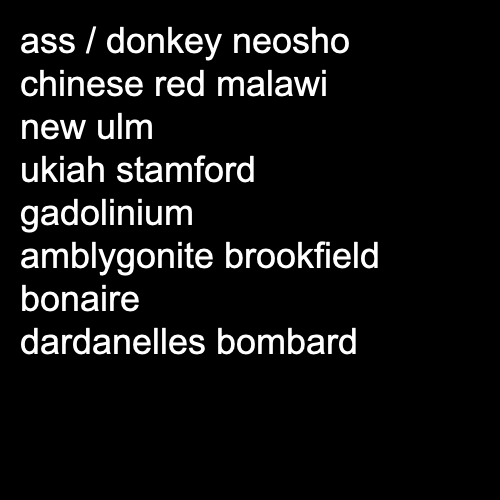 ass / donkey neosho
chinese red malawi
new ulm
ukiah stamford
gadolinium
amblygonite brookfield
bonaire
dardanelles bombard